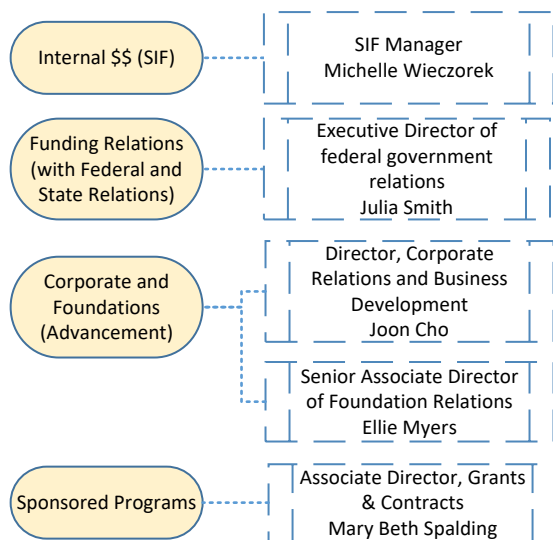 Internal $$ (SIF)
SIF Manager
Michelle Wieczorek
Funding Relations
(with Federal and
State Relations)
Executive Director of
federal government
relations
Julia Smith
Corporate and
Foundations
(Advancement)
Director, Corporate
Relations and Business
Development
Joon Cho
Senior Associate Director
of Foundation Relations
Ellie Myers
Sponsored Programs
Associate Director, Grants
& Contracts
Mary Beth Spalding